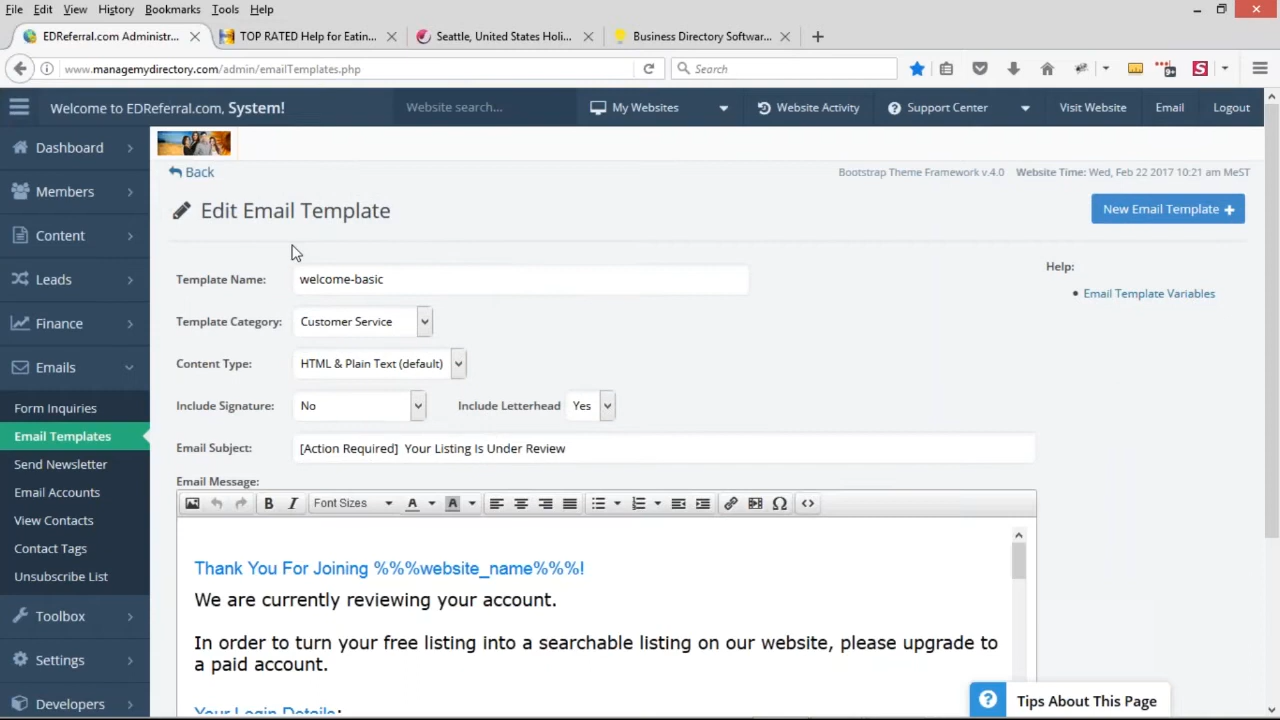 File Edit View History Bookmarks Tools Help
EDReferral.com Administr... TOP RATED Help for Eatin... Seattle, United States Holi... Business Directory Softwar...
www.managemydirectory.com/admin/emailTemplates.php Search
Welcome to EDReferral.com, System! Website search... My Websites Website Activity Support Center Visit Website Email Logout
Dashboard
Members
Content
Leads
Finance
Emails
Form Inquiries
Email Templates
Send Newsletter
Email Accounts
View Contacts
Contact Tags
Unsubscribe List
Toolbox
Settings
Developers
Back
Bootstrap Theme Framework v.4.0 Website Time: Wed, Feb 22 2017 10:21 am MeST
Edit Email Template
New Email Template
Template Name: welcome-basic
Help:
Email Template Variables
Template Category: Customer Service
Content Type: HTML & Plain Text (default)
Include Signature: No Include Letterhead Yes
Email Subject: [Action Required] Your Listing Is Under Review
Email Message:
B I Font Sizes A A
Thank You For Joining %%%website_name%%%!
We are currently reviewing your account.
In order to turn your free listing into a searchable listing on our website, please upgrade to
a paid account.
Your Login Details:
Tips About This Page